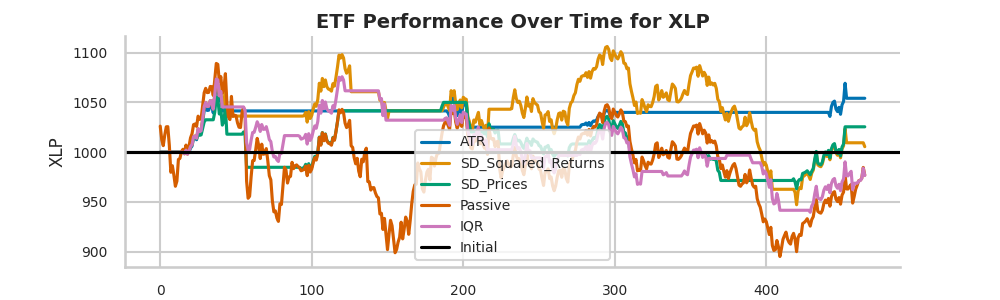 ETF Performance Over Time for XLP
XLP
1100
1050
1000
950
900
ATR
SD_Squared_Returns
SD_Prices
Passive
IQR
Initial
0 100 200 300 400